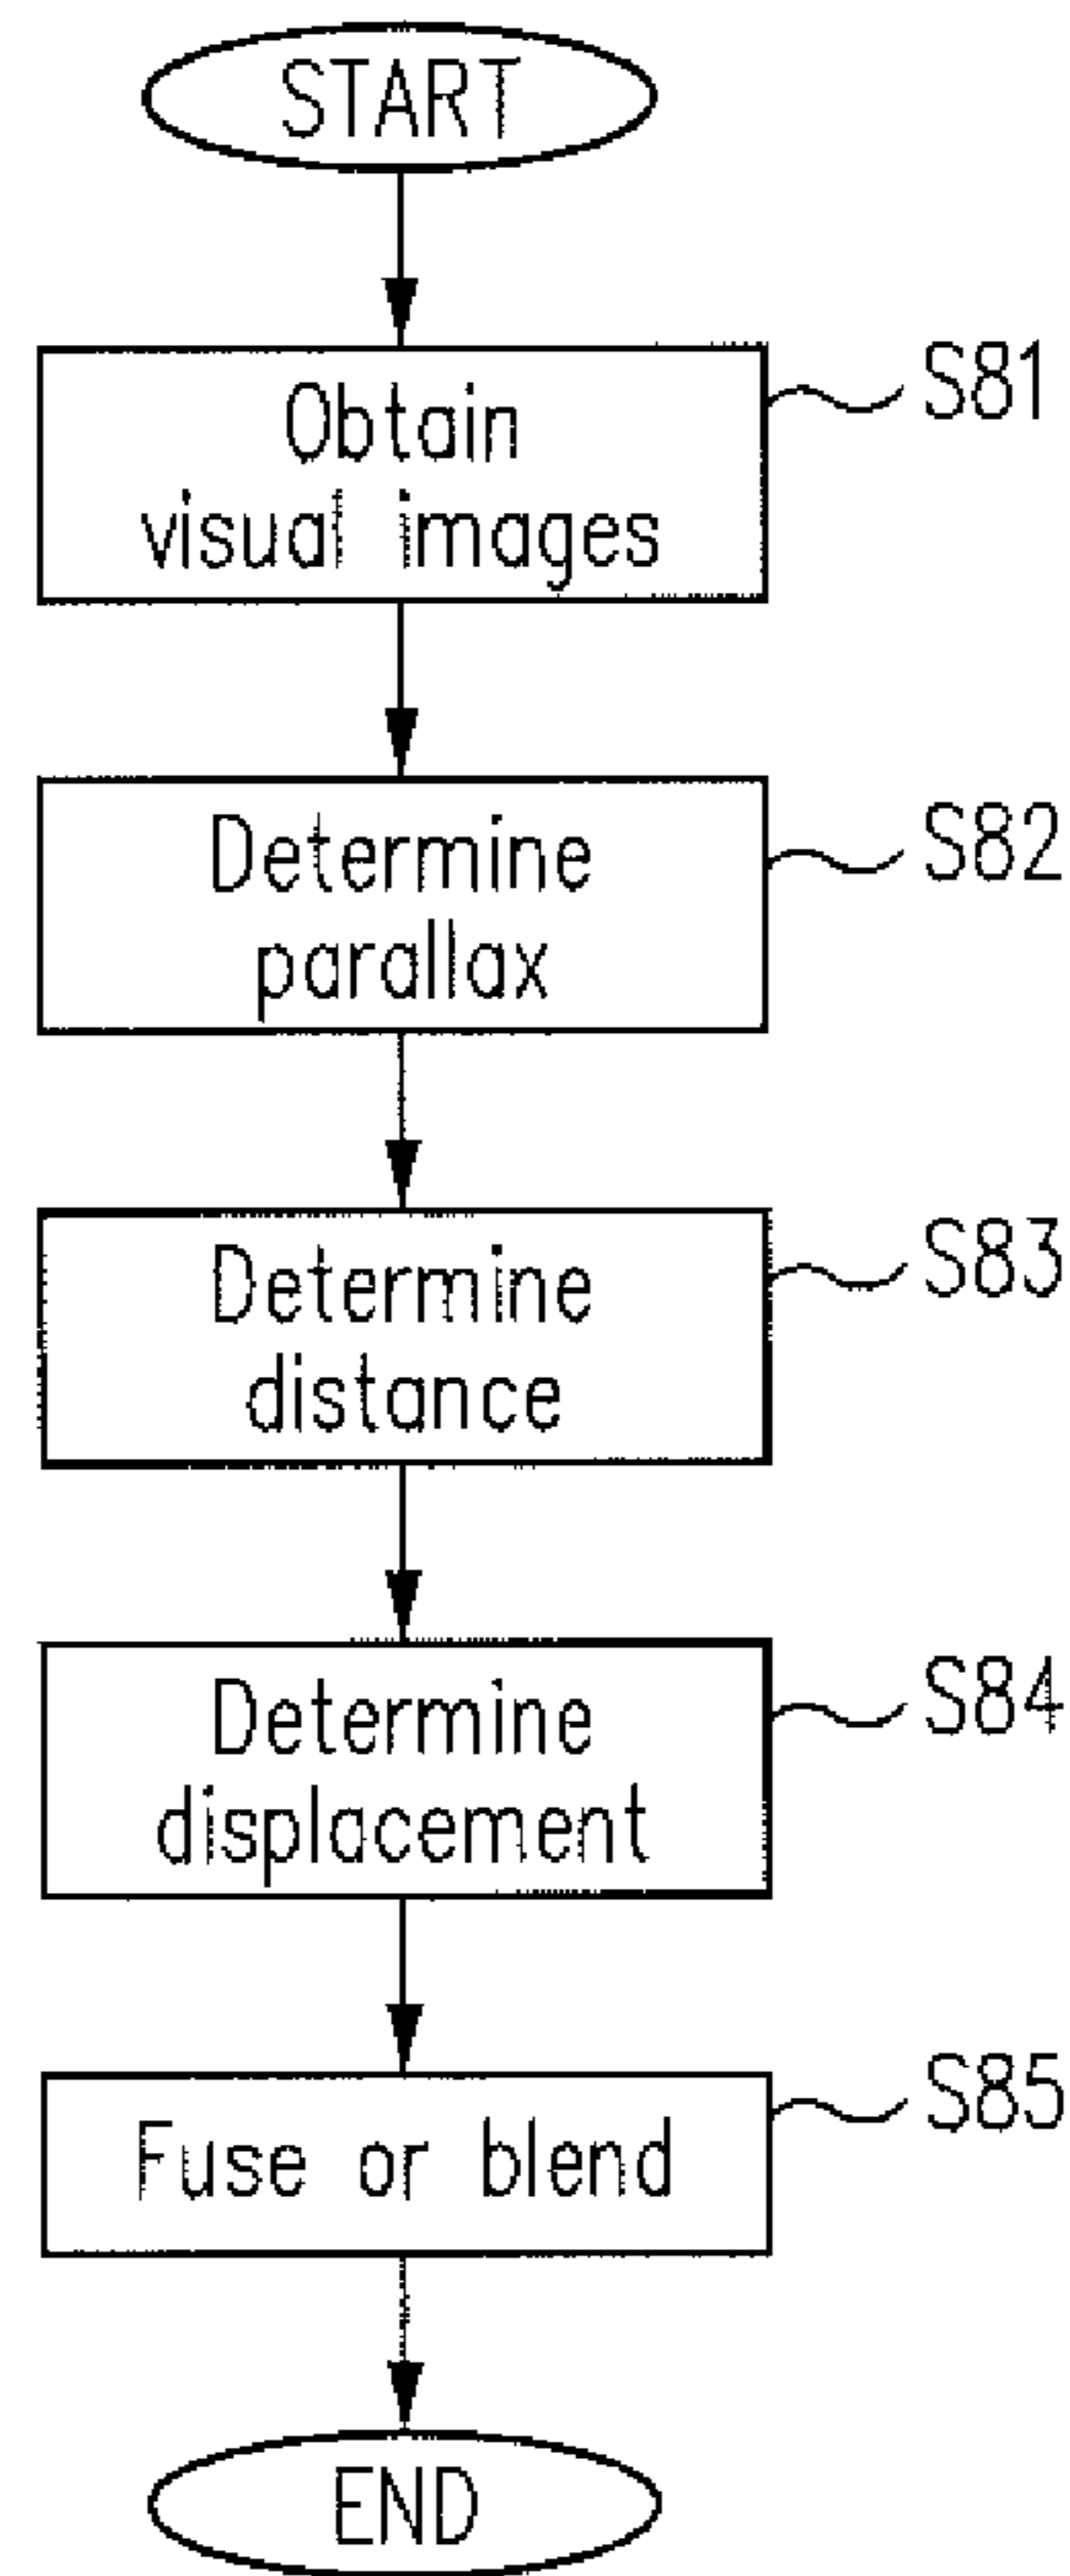 START
Obtain
visual images
S81
Determine
parallax
S82
Determine
distance
S83
Determine
displacement
S84
Fuse or blend
S85
END